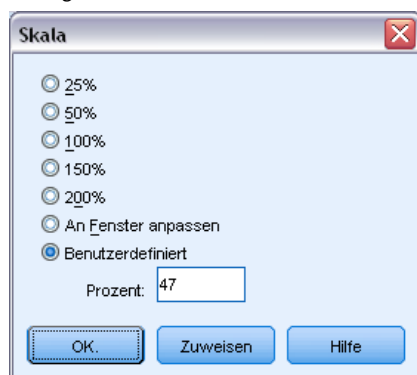 Skala
25%
50%
100%
150%
200%
An Fenster anpassen
Benutzerdefiniert
Prozent: 47
OK. Zuweisen Hilfe